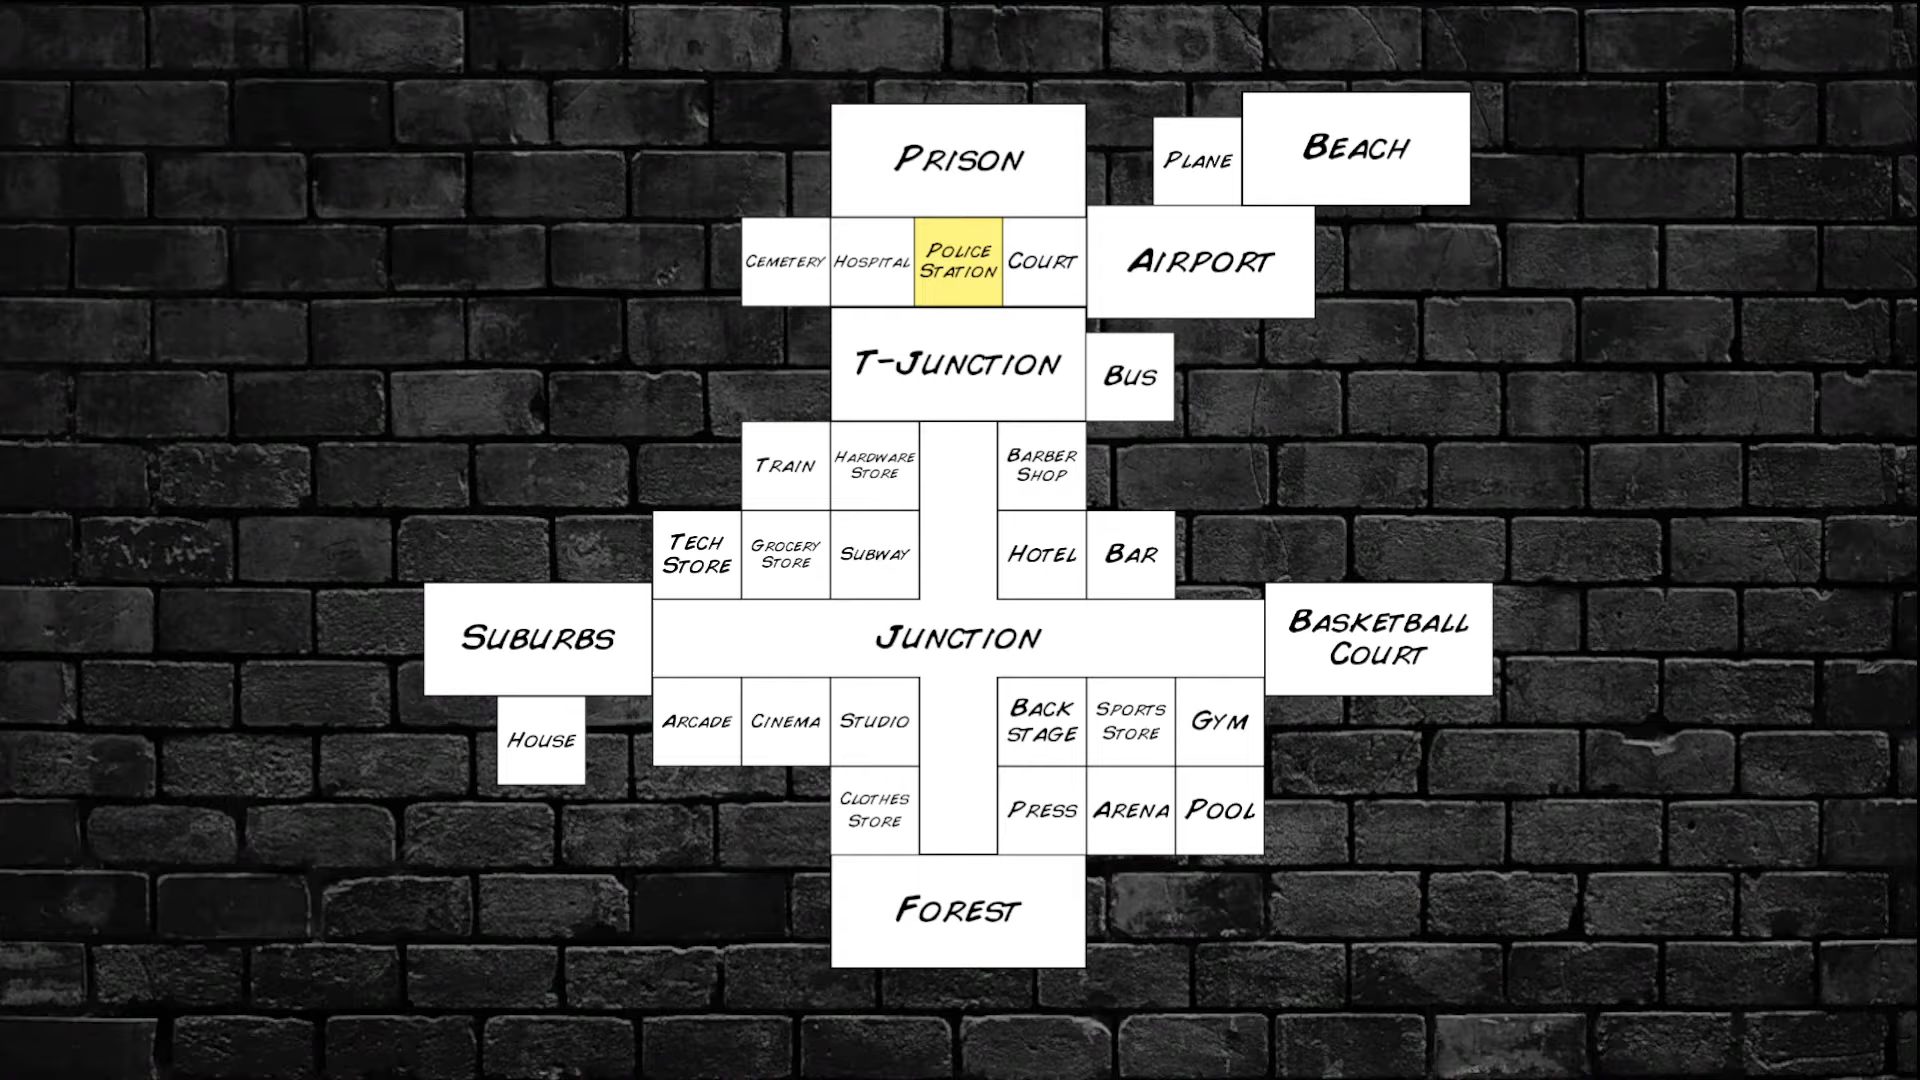 PRISON
PLANE
BEACH
CEMETERY
HOSPITAL
POLICE
STATION
COURT
AIRPORT
T-JUNCTION
BUS
TRAIN
HARDWARE
STORE
BARBER
SHOP
TECH
STORE
GROCERY
STORE
SUBWAY
HOTEL
BAR
SUBURBS
JUNCTION
BASKETBALL
COURT
HOUSE
ARCADE
CINEMA
STUDIO
BACK
STAGE
SPORTS
STORE
GYM
CLOTHES
STORE
PRESS
ARENA
POOL
FOREST